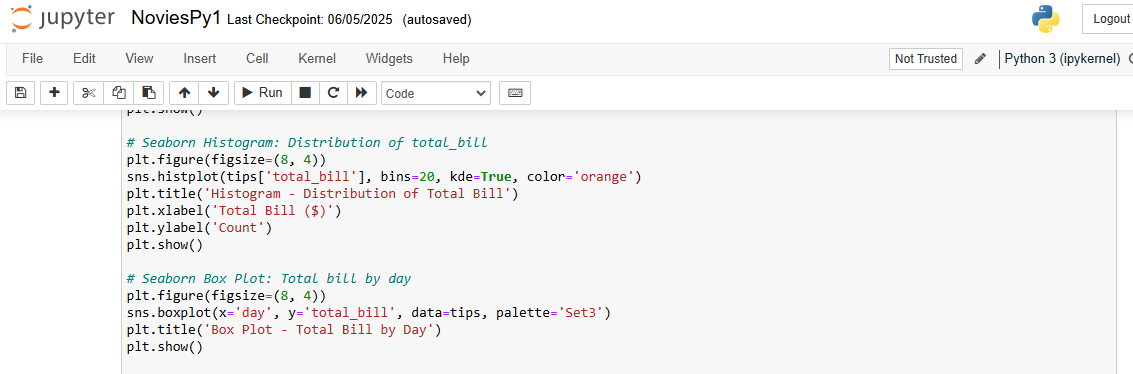 jupyter NoviesPy1 Last Checkpoint: 06/05/2025 (autosaved) Logout
File Edit View Insert Cell Kernel Widgets Help Not Trusted Python 3 (ipykernel)
Run Code
plt.show()
# Seaborn Histogram: Distribution of total_bill
plt.figure(figsize=(8, 4))
sns.histplot(tips['total_bill'], bins=20, kde=True, color='orange')
plt.title('Histogram - Distribution of Total Bill')
plt.xlabel('Total Bill ($)')
plt.ylabel('Count')
plt.show()
# Seaborn Box Plot: Total bill by day
plt.figure(figsize=(8, 4))
sns.boxplot(x='day', y='total_bill', data=tips, palette='Set3')
plt.title('Box Plot - Total Bill by Day')
plt.show()